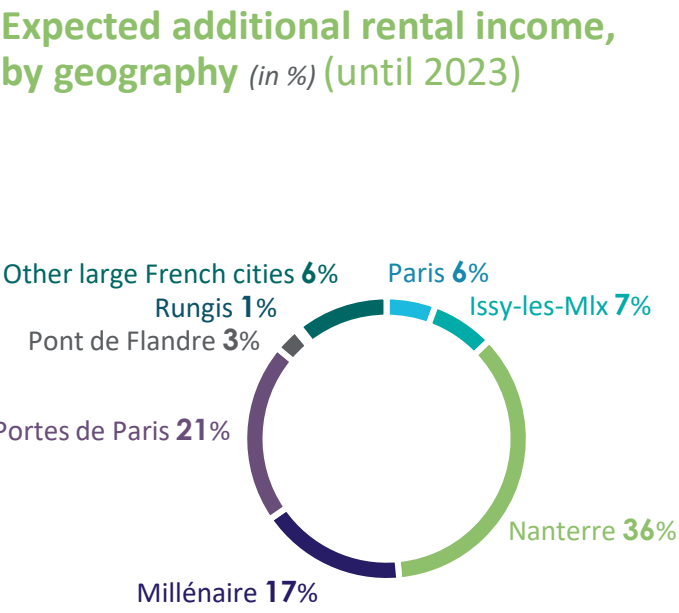 Expected additional rental income,
by geography (in %) (until 2023)
Other large French cities 6%
Paris 6%
Rungis 1%
Issy-les-Mlx 7%
Pont de Flandre 3%
Portes de Paris 21%
Nanterre 36%
Millénaire 17%